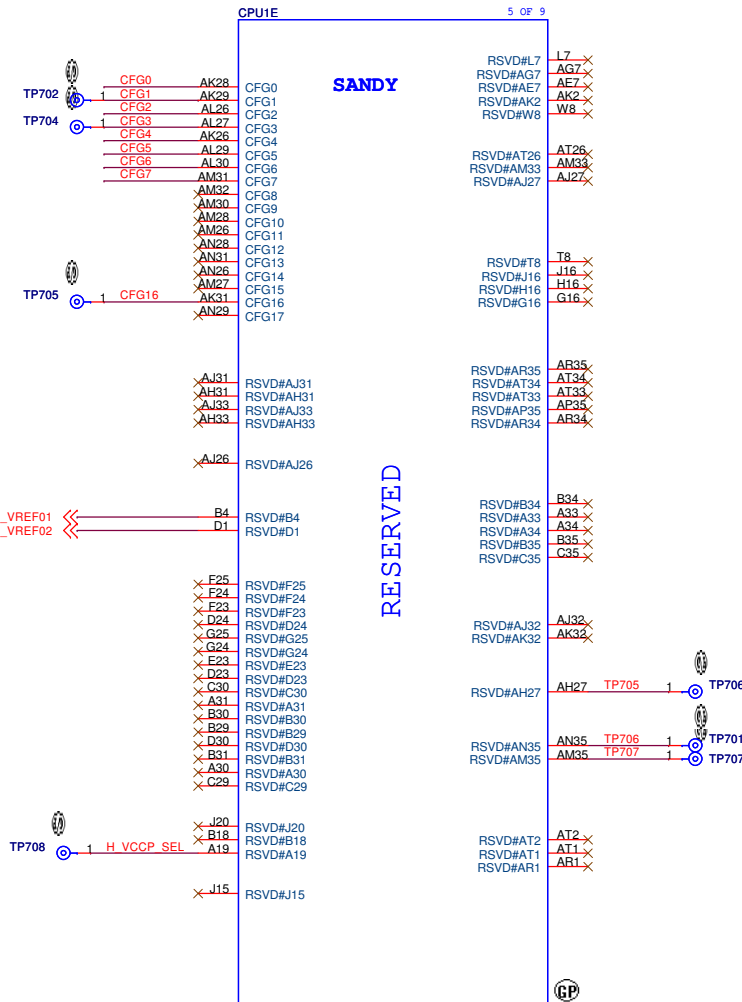 CPU1E
5 OF 9
SANDY
RESERVED
TP702
1
CFG0 AK28 CFG0
CFG1 AK29 CFG1
CFG2 AL26 CFG2
TP704
1
CFG3 AL27 CFG3
CFG4 AK26 CFG4
CFG5 AL29 CFG5
CFG6 AL30 CFG6
CFG7 AM31 CFG7
AM32 CFG8
AM30 CFG9
AM28 CFG10
AM26 CFG11
AN28 CFG12
AN31 CFG13
AN26 CFG14
AM27 CFG15
TP705 1 CFG16 AK31 CFG16
AN29 CFG17
AJ31 RSVD#AJ31
AH31 RSVD#AH31
AJ33 RSVD#AJ33
AH33 RSVD#AH33
AJ26 RSVD#AJ26
_VREF01 B4 RSVD#B4
_VREF02 D1 RSVD#D1
F25 RSVD#F25
F24 RSVD#F24
F23 RSVD#F23
D24 RSVD#D24
G25 RSVD#G25
G24 RSVD#G24
E23 RSVD#E23
D23 RSVD#D23
C30 RSVD#C30
A31 RSVD#A31
B30 RSVD#B30
B29 RSVD#B29
D30 RSVD#D30
B31 RSVD#B31
A30 RSVD#A30
C29 RSVD#C29
J20 RSVD#J20
B18 RSVD#B18
TP708 1 H_VCCP_SEL A19 RSVD#A19
J15 RSVD#J15
RSVD#L7 L7
RSVD#AG7 AG7
RSVD#AE7 AE7
RSVD#AK2 AK2
RSVD#W8 W8
RSVD#AT26 AT26
RSVD#AM33 AM33
RSVD#AJ27 AJ27
RSVD#T8 T8
RSVD#J16 J16
RSVD#H16 H16
RSVD#G16 G16
RSVD#AR35 AR35
RSVD#AT34 AT34
RSVD#AT33 AT33
RSVD#AP35 AP35
RSVD#AR34 AR34
RSVD#B34 B34
RSVD#A33 A33
RSVD#A34 A34
RSVD#B35 B35
RSVD#C35 C35
RSVD#AJ32 AJ32
RSVD#AK32 AK32
RSVD#AH27 AH27 TP705 1 TP706
RSVD#AN35 AN35 TP706 1 TP701
RSVD#AM35 AM35 TP707 1 TP707
RSVD#AT2 AT2
RSVD#AT1 AT1
RSVD#AR1 AR1
GP